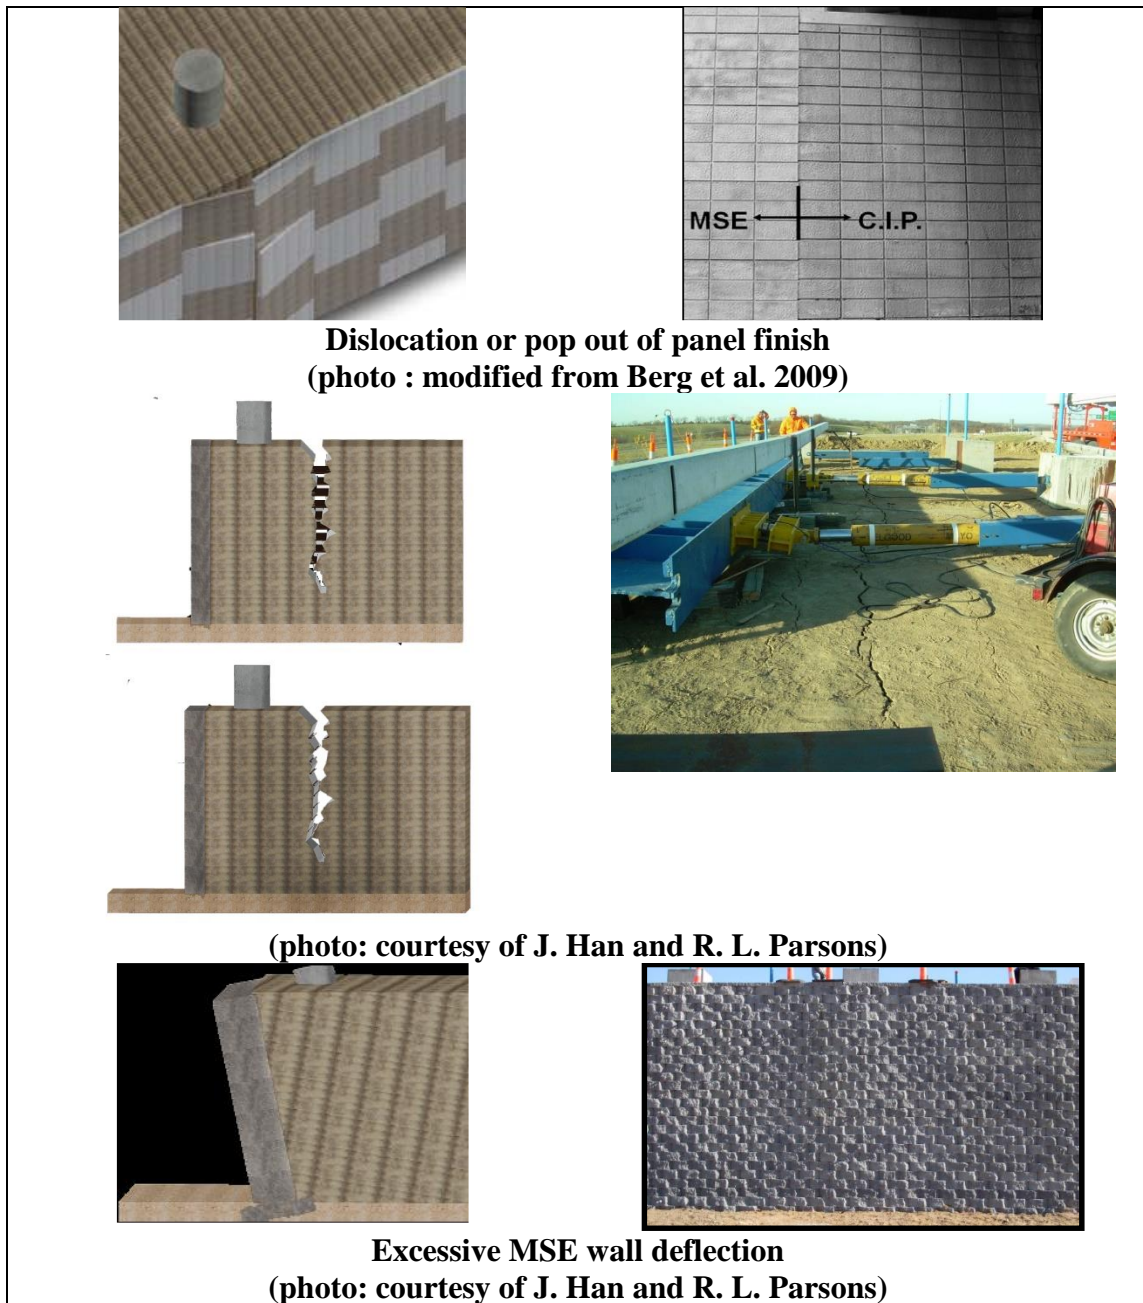 MSE
C.I.P.
Dislocation or pop out of panel finish
(photo : modified from Berg et al. 2009)
YD
(photo: courtesy of J. Han and R. L. Parsons)
Excessive MSE wall deflection
(photo: courtesy of J. Han and R. L. Parsons)